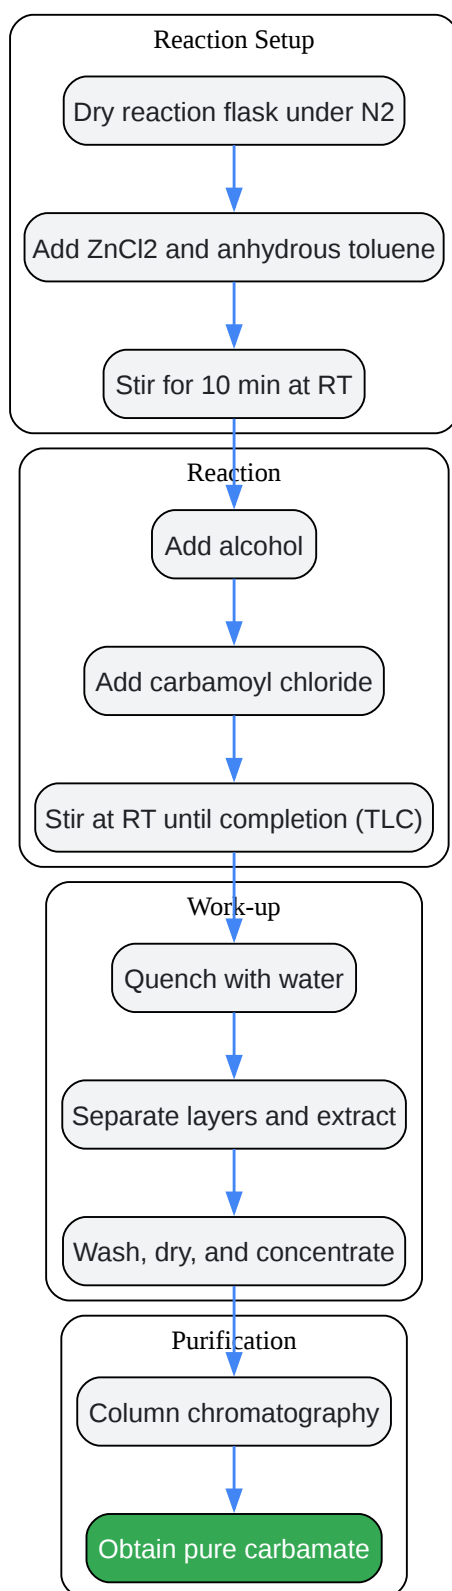 Reaction Setup
Dry reaction flask under N2
Add ZnCl2 and anhydrous toluene
Stir for 10 min at RT
Reaction
Add alcohol
Add carbamoyl chloride
Stir at RT until completion (TLC)
Work-up
Quench with water
Separate layers and extract
Wash, dry, and concentrate
Purification
Column chromatography
Obtain pure carbamate